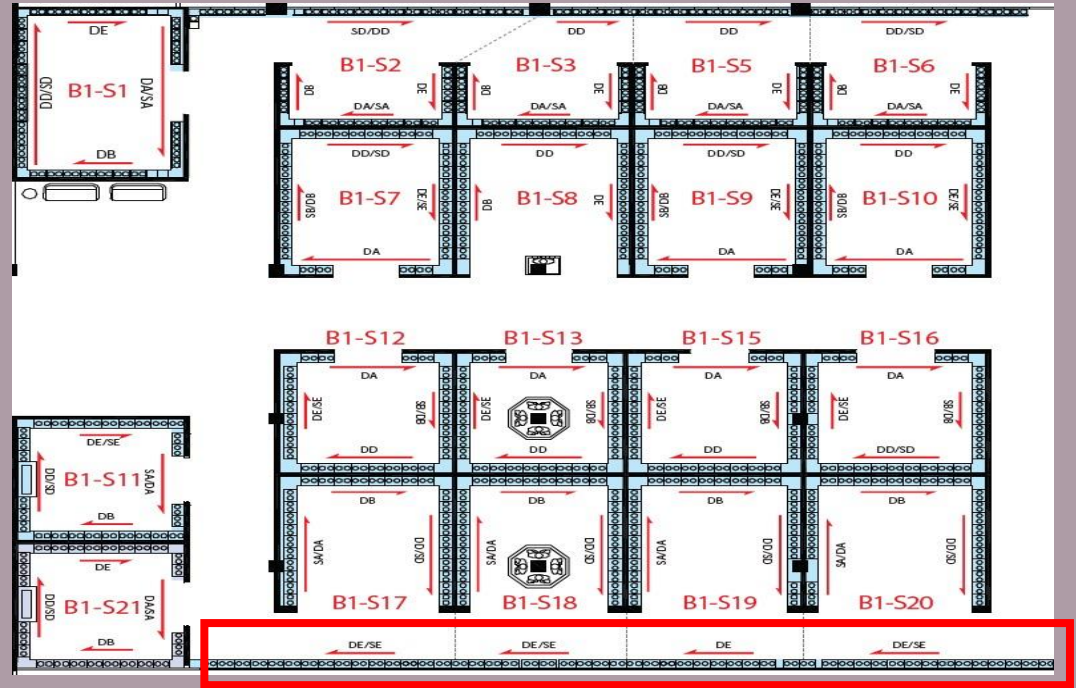 DE
DD/SD
B1-S1
DA/SA
DB
SD/DD
DD
DD
DD/SD
B1-S2
B1-S3
B1-S5
B1-S6
DB
DE
DB
DE
DB
DE
DB
DE
DA/SA
DA/SA
DA/SA
DA/SA
DD/SD
DD
DD/SD
DD
B1-S7
B1-S8
B1-S9
B1-S10
SB/DB
DE/SE
DB
DE
SB/DB
DE/SE
SB/DB
DE/SE
DA
DA
DA
B1-S12
B1-S13
B1-S15
B1-S16
DA
DA
DA
DA
DE/SE
SB/DB
DE/SE
SB/DB
DE/SE
SB/DB
DE/SE
SB/DB
DD
DD
DD
DD/SD
DE/SE
B1-S11
DD/SD
SA/DA
DB
DB
DB
DB
DB
SA/DA
DD/SD
SA/DA
DD/SD
SA/DA
DD/SD
SA/DA
DD/SD
B1-S17
B1-S18
B1-S19
B1-S20
DE
DD/SD
B1-S21
DA/SA
DB
DE/SE
DE/SE
DE
DE/SE